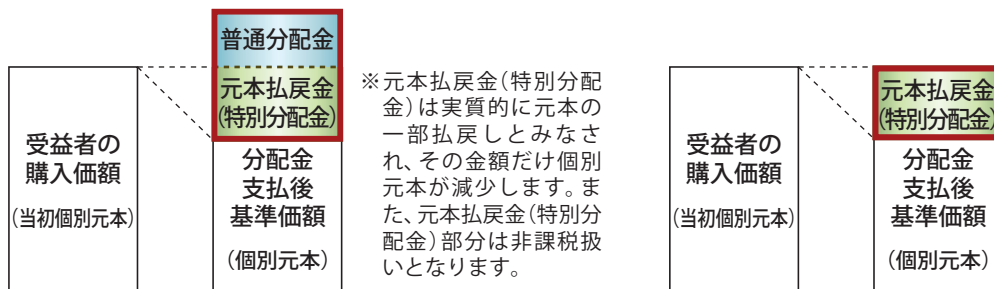 受益者の
購入価額
(当初個別元本)
普通分配金
元本払戻金
(特別分配金)
分配金
支払後
基準価額
(個別元本)
※元本払戻金(特別分配
金)は実質的に元本の
一部払戻しとみなさ
れ、その金額だけ個別
元本が減少します。ま
た、元本払戻金(特別分
配金)部分は非課税扱
いとなります。
受益者の
購入価額
(当初個別元本)
元本払戻金
(特別分配金)
分配金
支払後
基準価額
(個別元本)